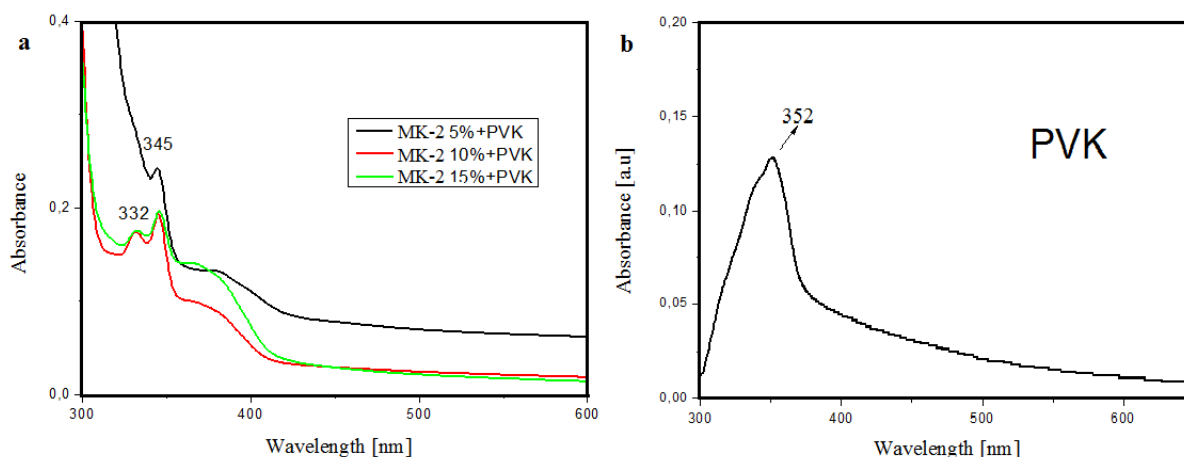 a
0,4
0,2
0,0
Absorbance
345
332
MK-2 5%+PVK
MK-2 10%+PVK
MK-2 15%+PVK
300
400
500
600
Wavelength [nm]
b
0,20
0,15
0,10
0,05
0,00
Absorbance [a.u]
352
PVK
300
400
500
600
Wavelength [nm]